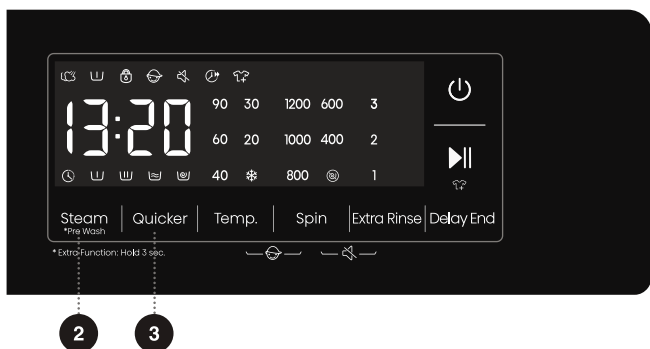 13:20
90 30 1200 600 3
60 20 1000 400 2
40 800 1
Steam Quicker Temp. Spin Extra Rinse Delay End
*Pre Wash
* Extra Function: Hold 3 sec.
2 3